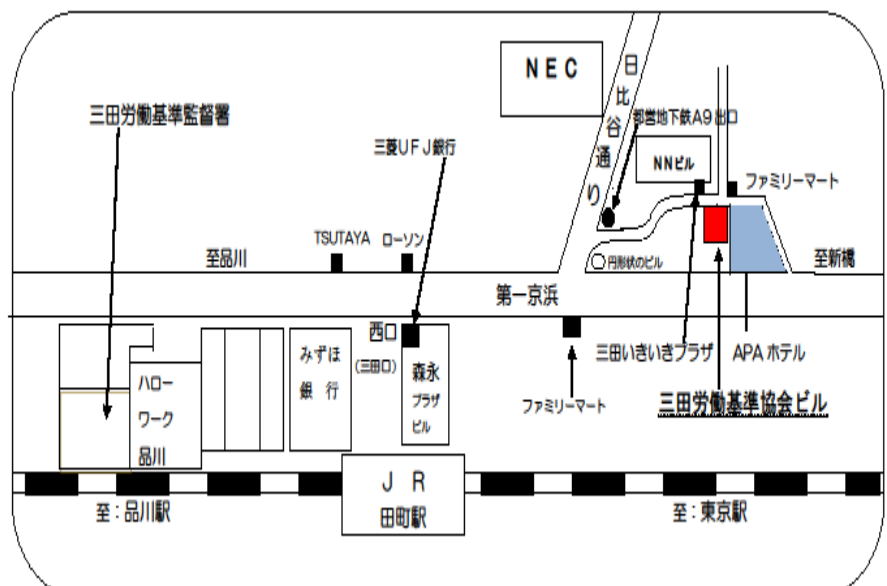 NEC
日比谷通り
都営地下鉄A9出口
三田労働基準監督署
三菱UFJ銀行
NNビル
ファミリーマート
TSUTAYA
ローソン
至品川
円形状のビル
至新橋
第一京浜
西口
(三田口)
みずほ
銀行
森永
プラザ
ビル
ファミリーマート
三田いきいきプラザ
APAホテル
三田労働基準協会ビル
ハロー
ワーク
品川
JR
田町駅
至:品川駅
至:東京駅